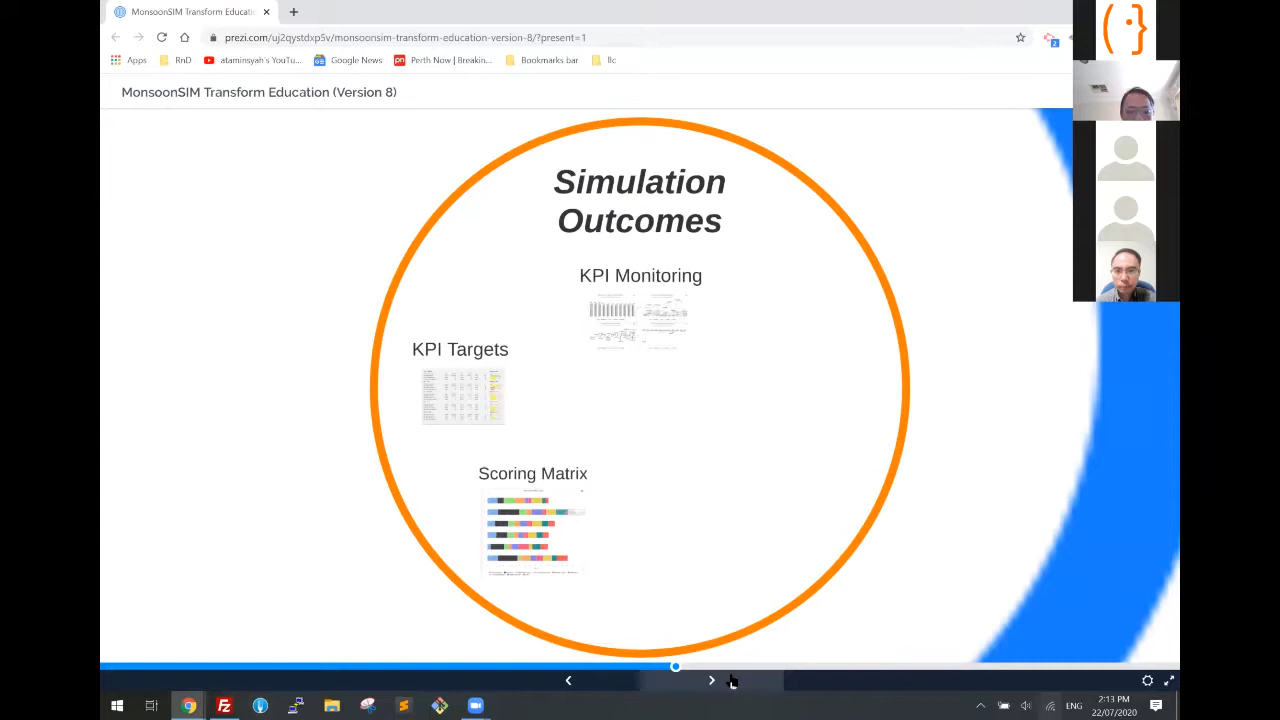 MonsoonSIM Transform Education
prezi.com/uj2qystdxp5v/monsoonsim-transform-education-version-8/?present=1
2
Apps
RnD
ataminsyah's YouTu...
Google News
Perth Now | Breakin...
Bookmarks bar
llc
MonsoonSIM Transform Education (Version 8)
Simulation
Outcomes
KPI Monitoring
KPI Targets
Scoring Matrix
ENG
2:13 PM
22/07/2020